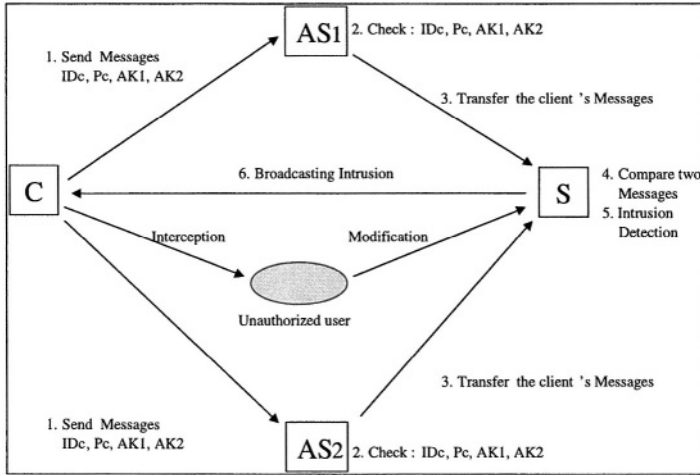 AS1
2. Check : IDc, Pc, AK1, AK2
1. Send Messages
IDc, Pc, AK1, AK2
3. Transfer the client 's Messages
6. Broadcasting Intrusion
C
S
4. Compare two
Messages
5. Intrusion
Detection
Interception
Modification
Unauthorized user
3. Transfer the client 's Messages
1. Send Messages
IDc, Pc, AK1, AK2
AS2
2. Check : IDc, Pc, AK1, AK2